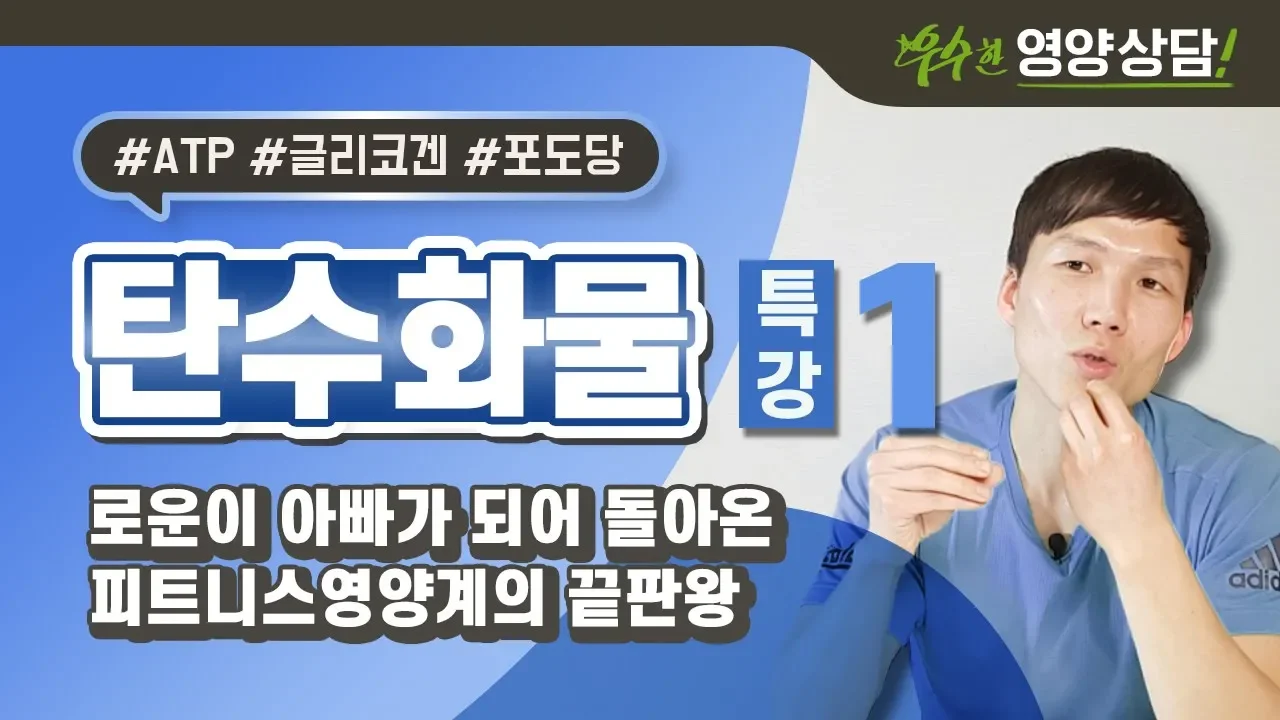 우수한 영양상담!
#ATP #글리코겐 #포도당
탄수화물
특강 1
로운이 아빠가 되어 돌아온
피트니스영양계의 끝판왕
adid